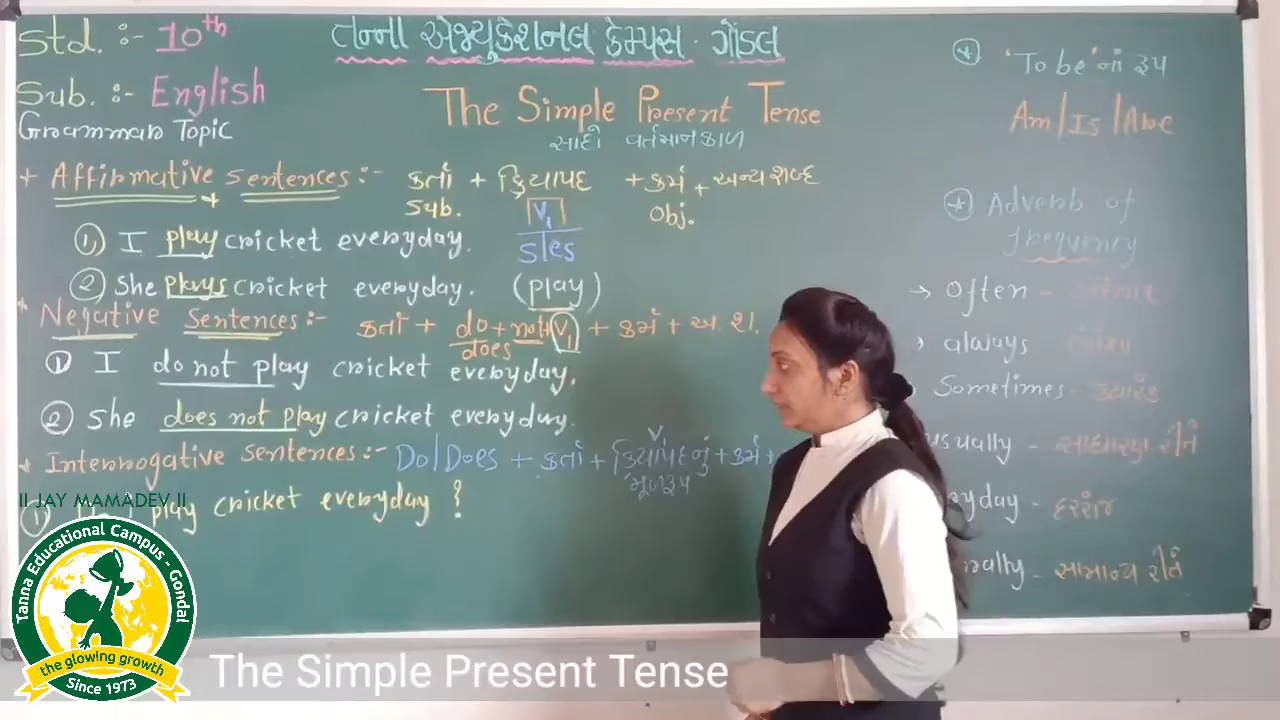 Std. :- 10th
Sub. :- English
Grammar Topic
તન્ના એજ્યુકેશનલ કેમ્પસ - ગોંડલ
The Simple Present Tense
સાદો વર્તમાનકાળ
+ Affirmative sentences :- કર્તા + ક્રિયાપદ + કર્મ + અન્ય શબ્દ
Sub. V1 Obj.
s/es
① I play cricket everyday.
② She plays cricket everyday. (play)
* Negative Sentences :- કર્તા + do + not + V1 + કર્મ + અ. શ.
does
① I do not play cricket everyday.
② She does not play cricket everyday.
* Interrogative Sentences :- Do/Does + કર્તા + ક્રિયાપદનું + કર્મ +
મૂળરૂપ
① play cricket everyday ?
* 'To be' નાં રૂપ
Am/Is/Are
* Adverb of
frequency
→ Often -
always
Sometimes - ક્યારેક
usually - સાધારણ રીતે
yday - દરરોજ
nally - સામાન્ય રીતે
II JAY MAMADEV II
Tanna Educational Campus - Gondal
the glowing growth
Since 1973
The Simple Present Tense